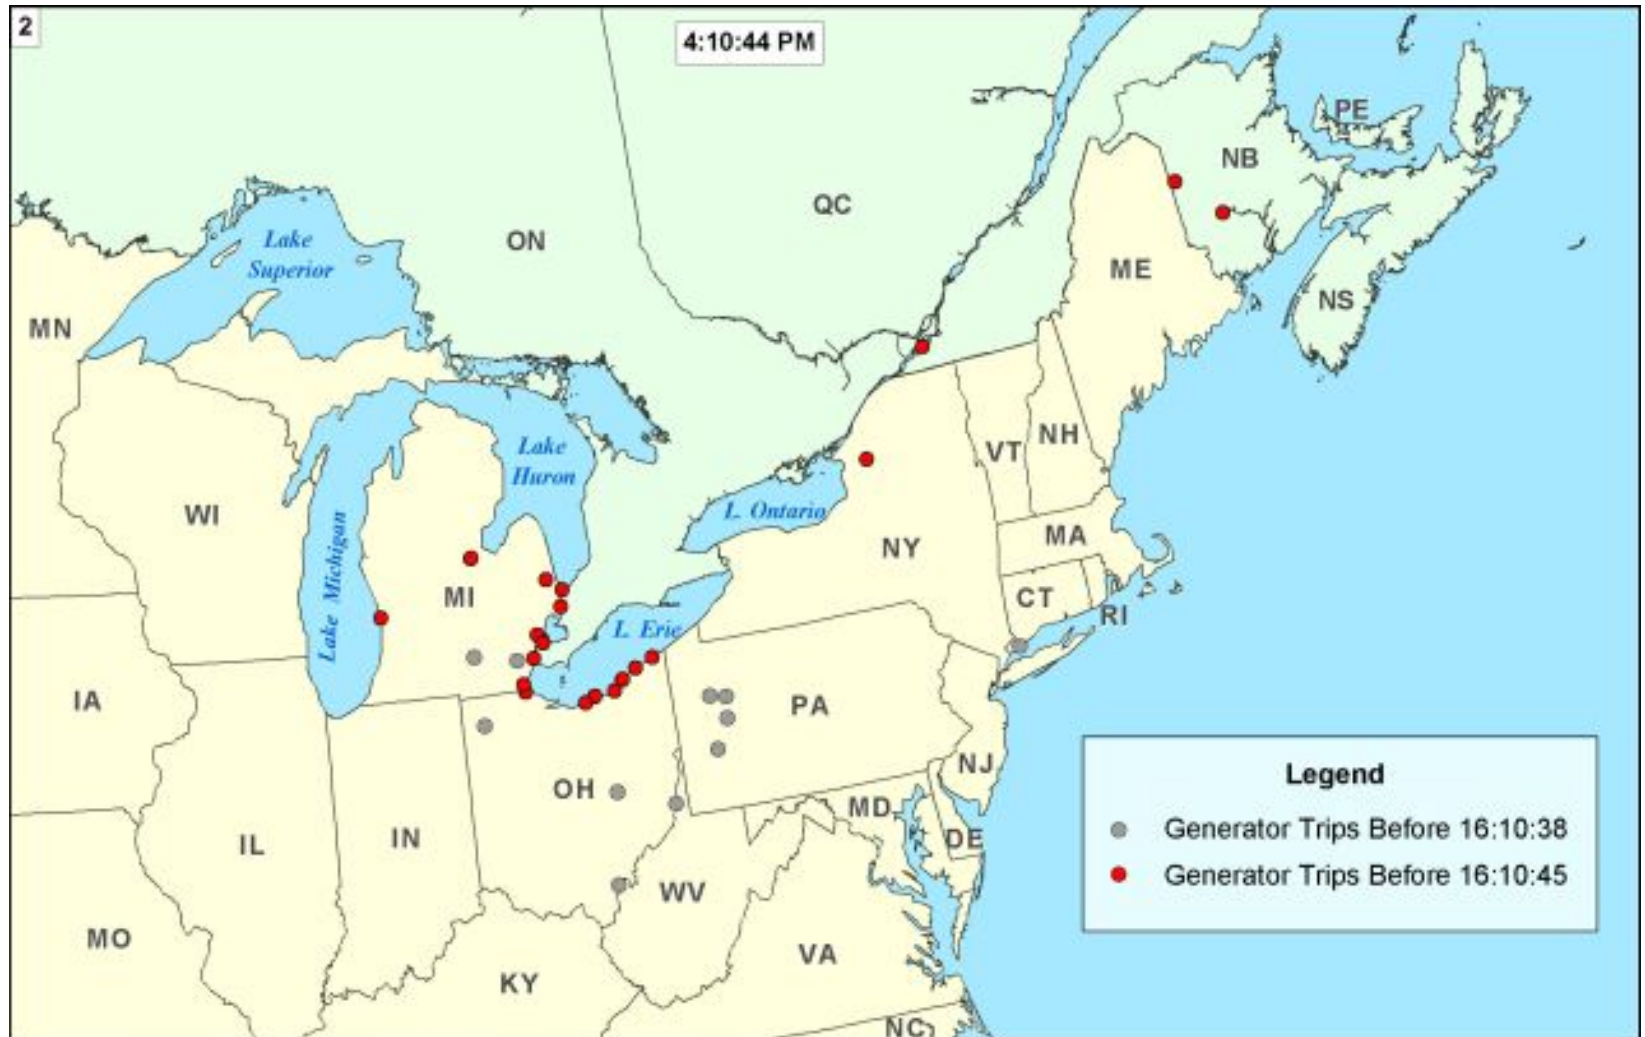 2
4:10:44 PM
PE
NB
QC
ON
Lake
Superior
ME
NS
MN
Lake
Huron
VT
NH
WI
L. Ontario
MA
NY
Lake Michigan
MI
CT
RI
L. Erie
IA
PA
NJ
OH
MD
DE
IL
IN
WV
MO
KY
VA
NC
Legend
Generator Trips Before 16:10:38
Generator Trips Before 16:10:45